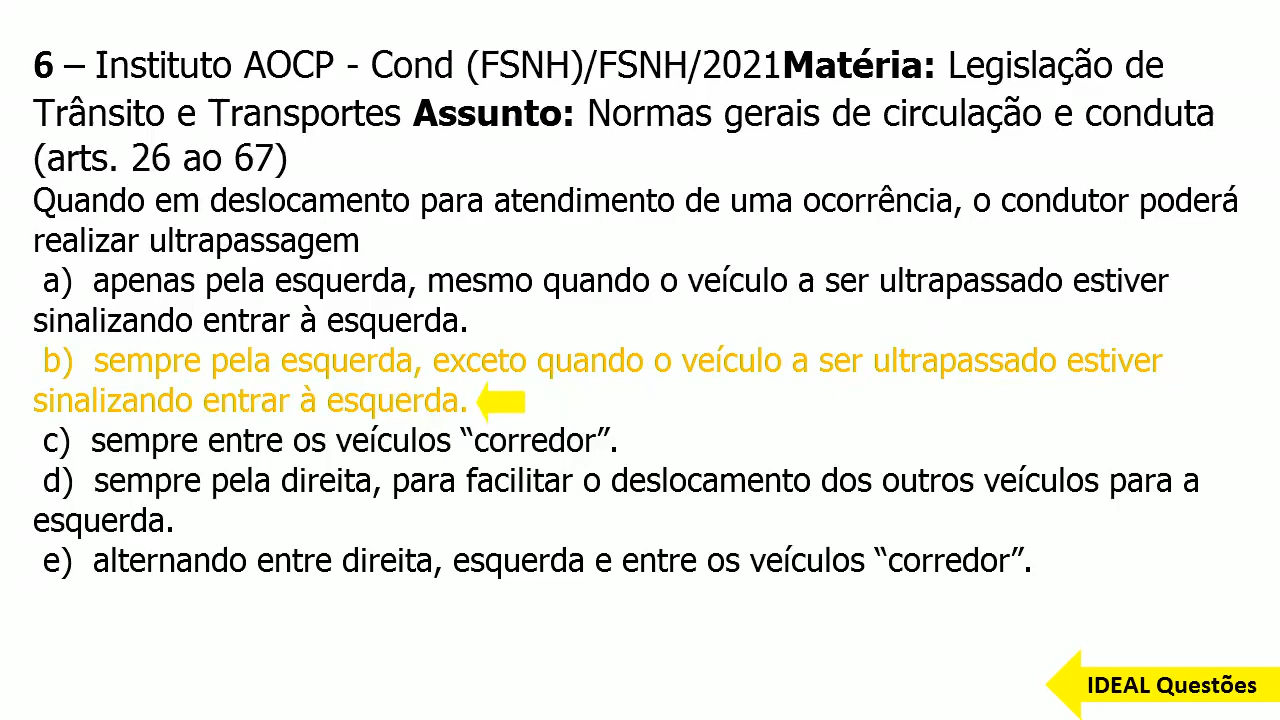 6 – Instituto AOCP - Cond (FSNH)/FSNH/2021Matéria: Legislação de
Trânsito e Transportes Assunto: Normas gerais de circulação e conduta
(arts. 26 ao 67)
Quando em deslocamento para atendimento de uma ocorrência, o condutor poderá
realizar ultrapassagem
a) apenas pela esquerda, mesmo quando o veículo a ser ultrapassado estiver
sinalizando entrar à esquerda.
b) sempre pela esquerda, exceto quando o veículo a ser ultrapassado estiver
sinalizando entrar à esquerda.
c) sempre entre os veículos “corredor”.
d) sempre pela direita, para facilitar o deslocamento dos outros veículos para a
esquerda.
e) alternando entre direita, esquerda e entre os veículos “corredor”.
IDEAL Questões